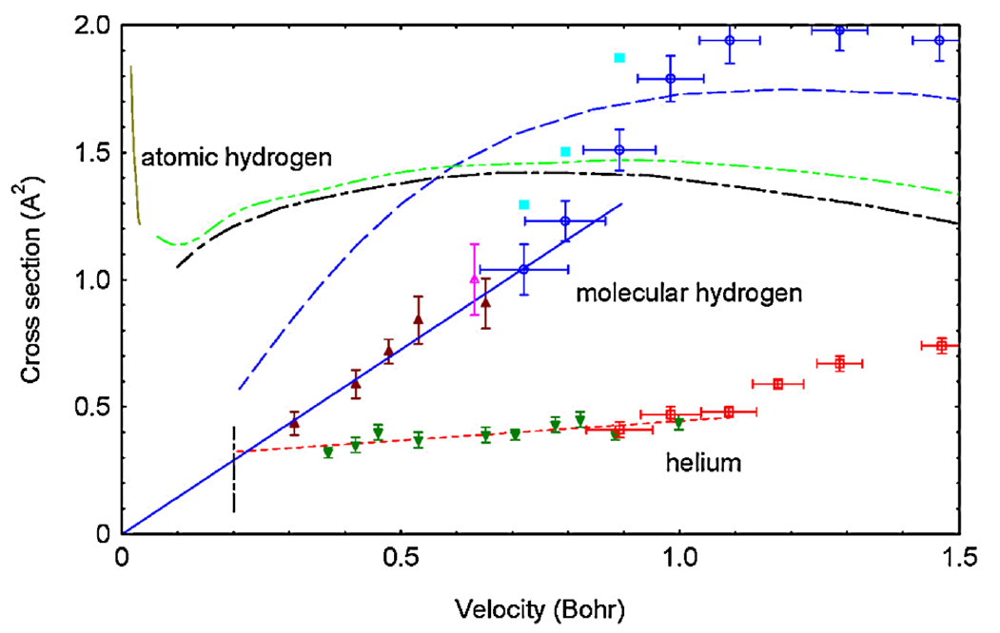 2.0
1.5
1.0
0.5
0
Cross section (A²)
atomic hydrogen
molecular hydrogen
helium
0
0.5
1.0
1.5
Velocity (Bohr)